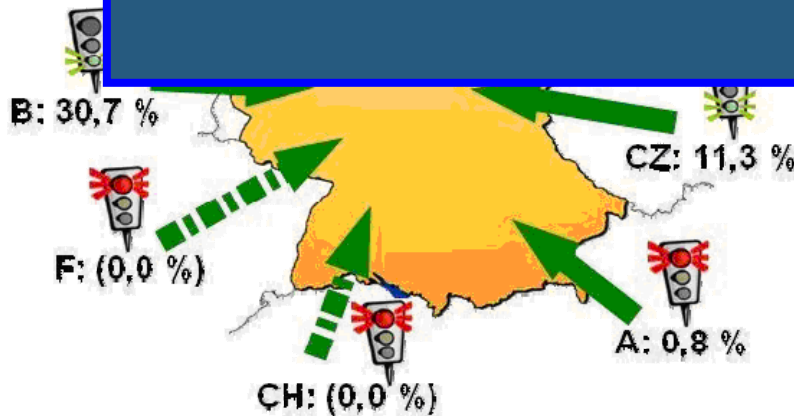 B: 30,7 %
CZ: 11,3 %
F: (0,0 %)
A: 0,8 %
CH: (0,0 %)